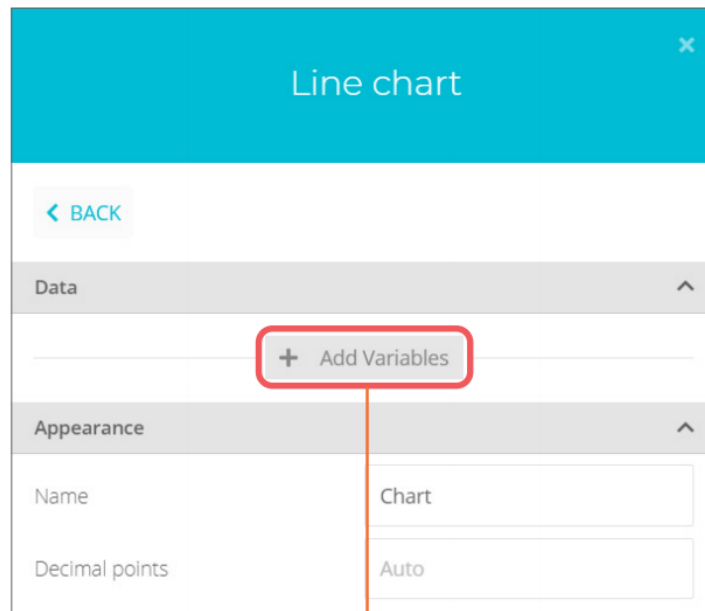 Line chart
BACK
Data
Add Variables
Appearance
Name Chart
Decimal points Auto